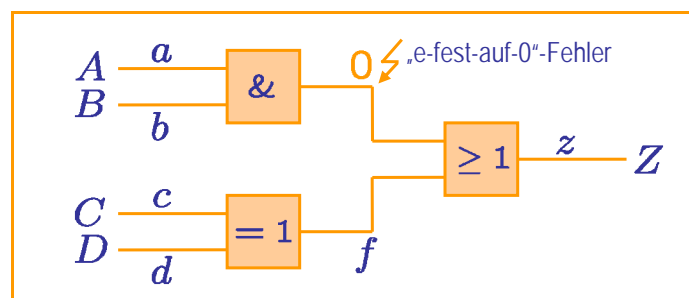 A a
0 „e-fest-auf-0“-Fehler
&
B b
≥ 1 z Z
C c
= 1
D d
f